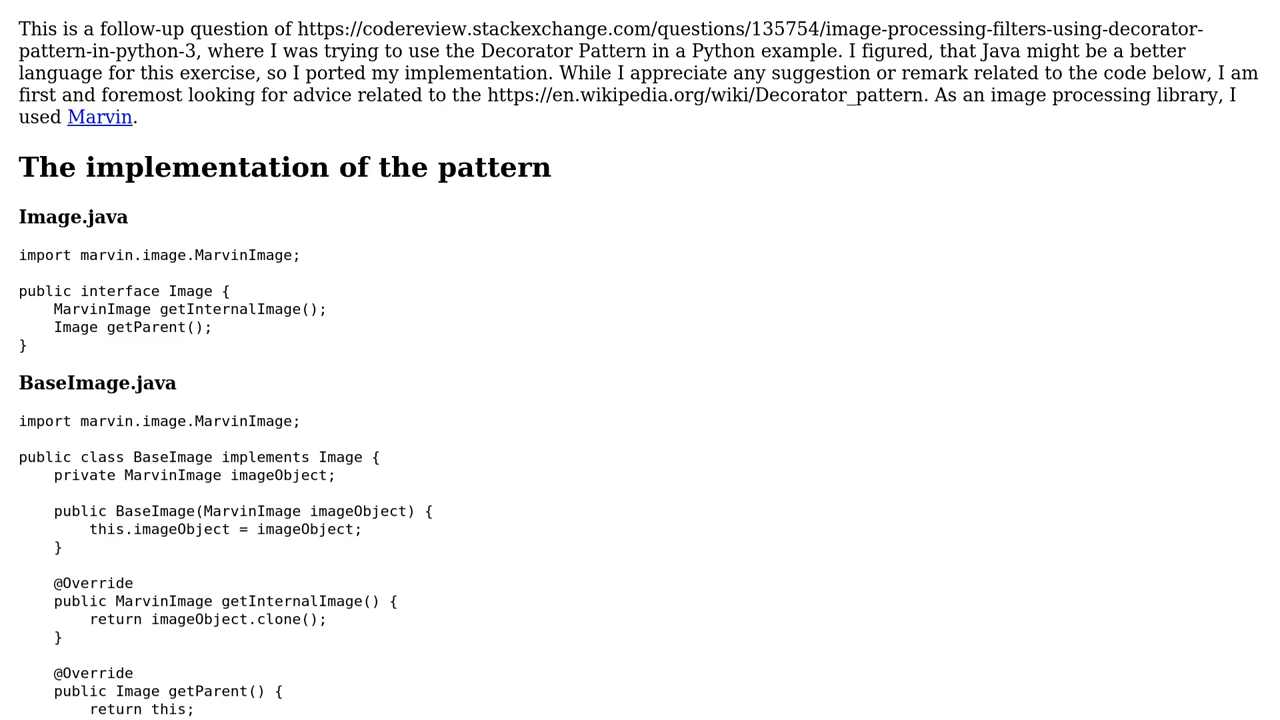 This is a follow-up question of https://codereview.stackexchange.com/questions/135754/image-processing-filters-using-decorator-
pattern-in-python-3, where I was trying to use the Decorator Pattern in a Python example. I figured, that Java might be a better
language for this exercise, so I ported my implementation. While I appreciate any suggestion or remark related to the code below, I am
first and foremost looking for advice related to the https://en.wikipedia.org/wiki/Decorator_pattern. As an image processing library, I
used Marvin.
The implementation of the pattern
Image.java
import marvin.image.MarvinImage;
public interface Image {
    MarvinImage getInternalImage();
    Image getParent();
}
BaseImage.java
import marvin.image.MarvinImage;
public class BaseImage implements Image {
    private MarvinImage imageObject;
    public BaseImage(MarvinImage imageObject) {
        this.imageObject = imageObject;
    }
    @Override
    public MarvinImage getInternalImage() {
        return imageObject.clone();
    }
    @Override
    public Image getParent() {
        return this;